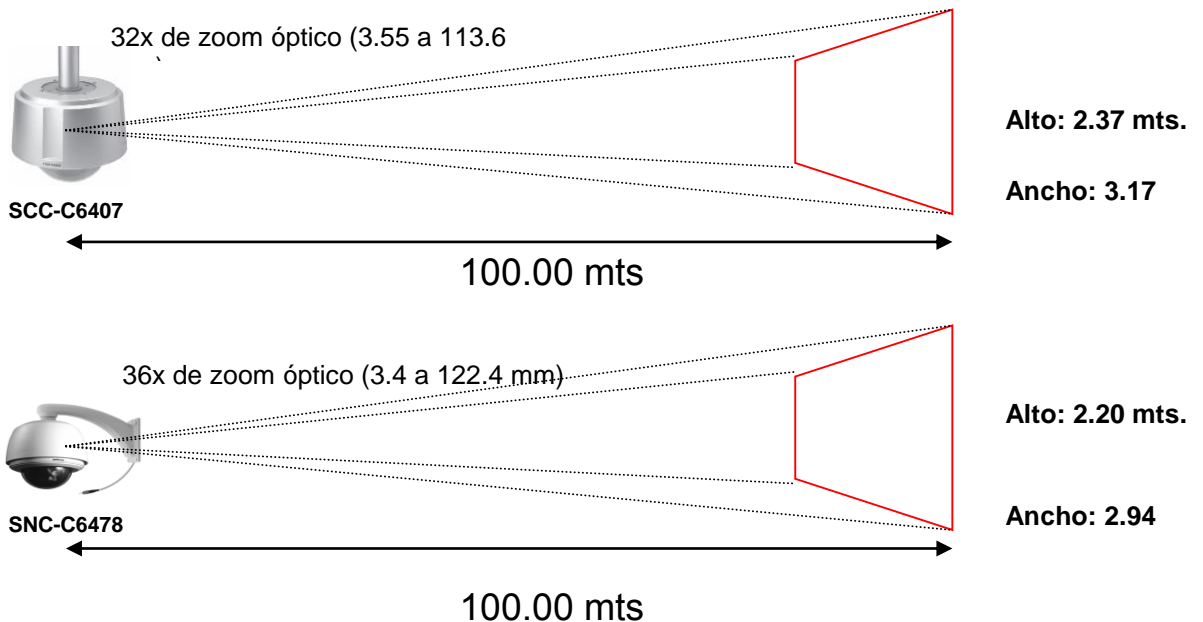 32x de zoom óptico (3.55 a 113.6
Alto: 2.37 mts.
Ancho: 3.17
SCC-C6407
100.00 mts
36x de zoom óptico (3.4 a 122.4 mm)
Alto: 2.20 mts.
Ancho: 2.94
SNC-C6478
100.00 mts